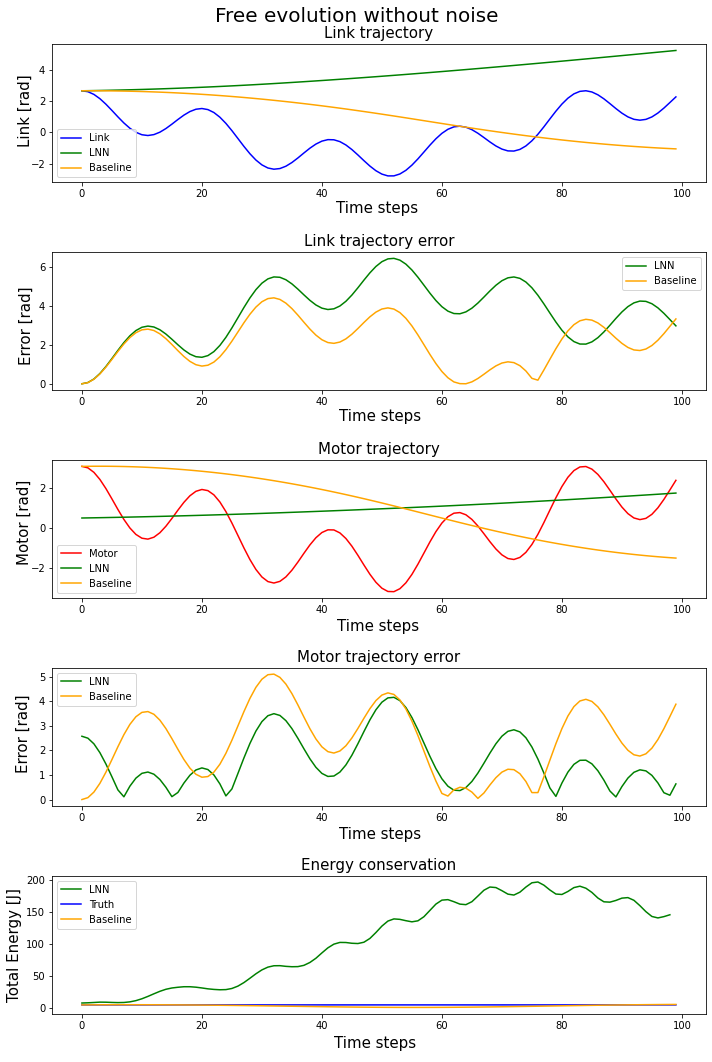 Free evolution without noise
Link trajectory
Link [rad]
4
2
0
−2
Link
LNN
Baseline
0 20 40 60 80 100
Time steps
Link trajectory error
Error [rad]
6
4
2
0
LNN
Baseline
0 20 40 60 80 100
Time steps
Motor trajectory
Motor [rad]
2
0
−2
Motor
LNN
Baseline
0 20 40 60 80 100
Time steps
Motor trajectory error
Error [rad]
5
4
3
2
1
0
LNN
Baseline
0 20 40 60 80 100
Time steps
Energy conservation
Total Energy [J]
200
150
100
50
0
LNN
Truth
Baseline
0 20 40 60 80 100
Time steps